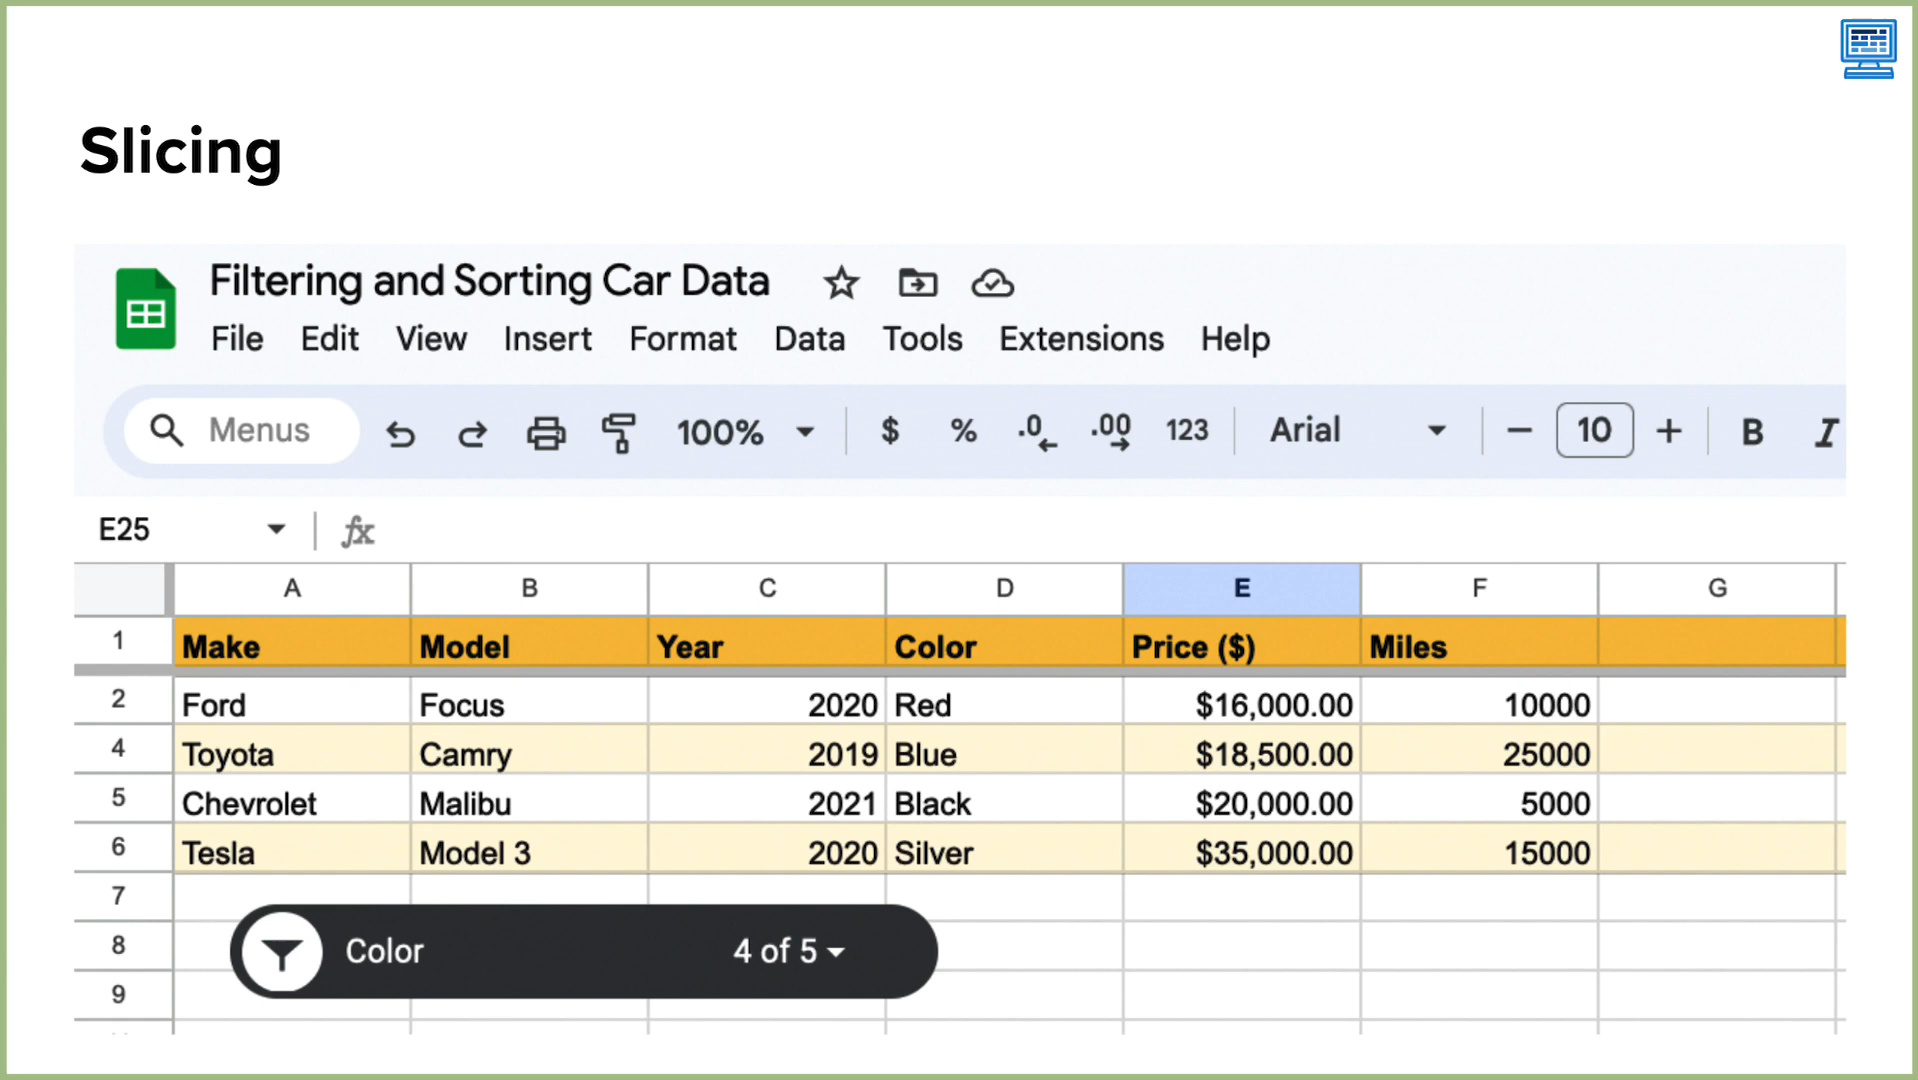 Slicing
Filtering and Sorting Car Data
File Edit View Insert Format Data Tools Extensions Help
Menus 100% $ % .0 .00 123 Arial 10 B I
E25 fx
A B C D E F G
1 Make Model Year Color Price ($) Miles
2 Ford Focus 2020 Red $16,000.00 10000
4 Toyota Camry 2019 Blue $18,500.00 25000
5 Chevrolet Malibu 2021 Black $20,000.00 5000
6 Tesla Model 3 2020 Silver $35,000.00 15000
7
8 Color 4 of 5
9